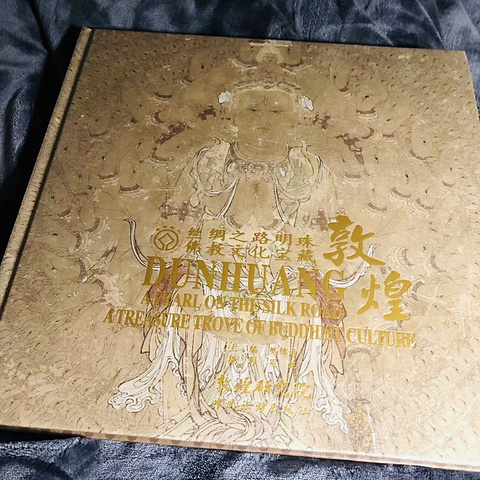 丝绸之路明珠
佛教文化宝藏
敦煌
DUNHUANG
A PEARL ON THE SILK ROAD
A TREASURE TROVE OF BUDDHISM CULTURE
敦煌研究院